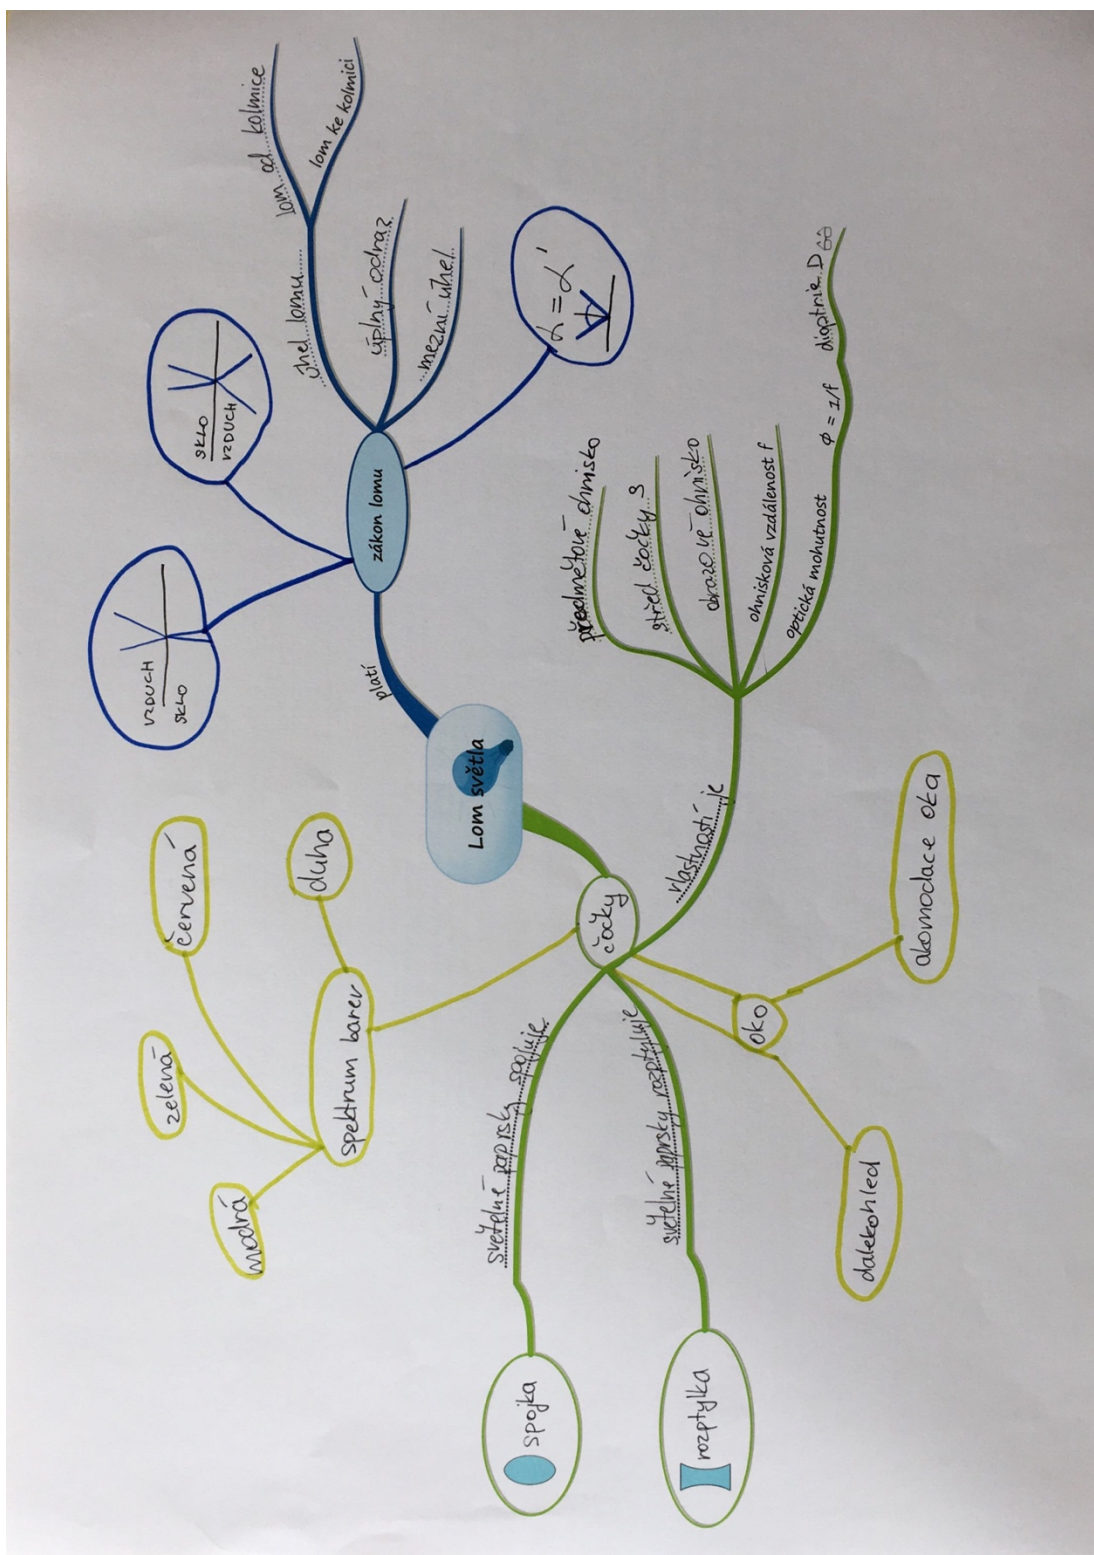 Lom světla
platí
zákon lomu
VZDUCH
SKLO
SKLO
VZDUCH
úhel lomu
lom od kolmice
lom ke kolmici
úplný odraz
mezní úhel
α = α'
čočky
vlastností je
předmětové ohnisko
střed čočky S
obrazové ohnisko
ohnisková vzdálenost f
optická mohutnost
φ = 1/f
dioptrie D
oko
akomodace oka
dalekohled
světelné paprsky spojuje
spojka
světelné paprsky rozptyluje
rozptylka
spektrum barev
duha
červená
zelená
modrá